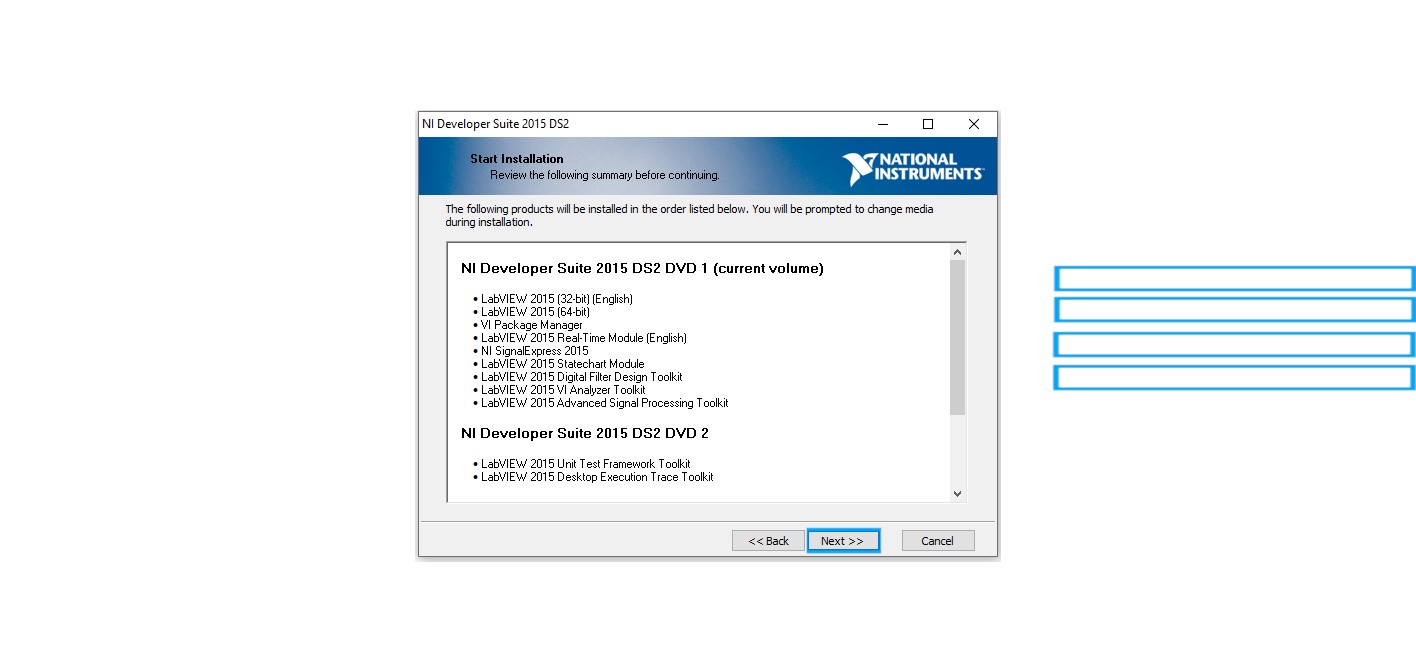 NI Developer Suite 2015 DS2
Start Installation
Review the following summary before continuing.
NATIONAL
INSTRUMENTS
The following products will be installed in the order listed below. You will be prompted to change media
during installation.
NI Developer Suite 2015 DS2 DVD 1 (current volume)
• LabVIEW 2015 (32-bit) (English)
• LabVIEW 2015 (64-bit)
• VI Package Manager
• LabVIEW 2015 Real-Time Module (English)
• NI SignalExpress 2015
• LabVIEW 2015 Statechart Module
• LabVIEW 2015 Digital Filter Design Toolkit
• LabVIEW 2015 VI Analyzer Toolkit
• LabVIEW 2015 Advanced Signal Processing Toolkit
NI Developer Suite 2015 DS2 DVD 2
• LabVIEW 2015 Unit Test Framework Toolkit
• LabVIEW 2015 Desktop Execution Trace Toolkit
<< Back Next >> Cancel